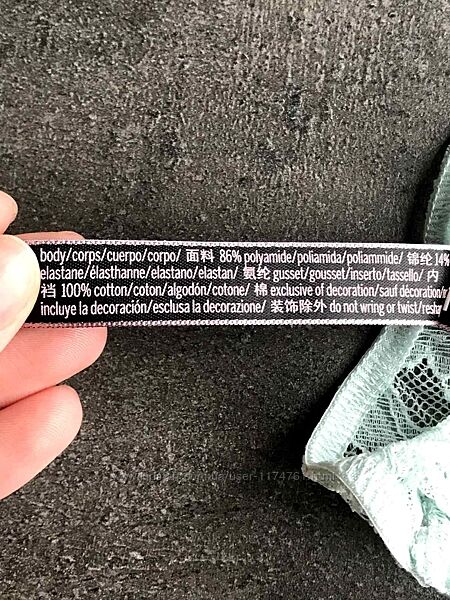 body/corps/cuerpo/corpo/ 面料 86% polyamide/poliamida/poliammide/ 锦纶 14%
elastane/élasthanne/elastano/elastan/ 氨纶 gusset/gousset/inserto/tassello/ 内
裆 100% cotton/coton/algodón/cotone/ 棉 exclusive of decoration/sauf décoration/
incluye la decoración/esclusa la decorazione/ 装饰除外 do not wring or twist/